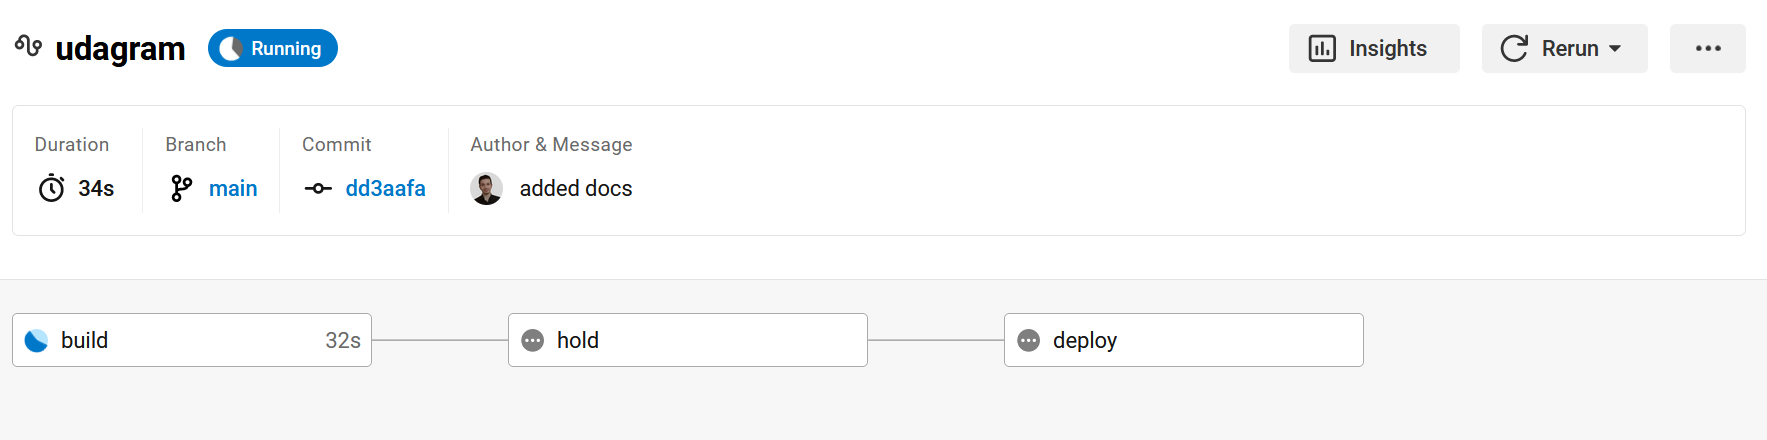 udagram Running Insights Rerun
Duration Branch Commit Author & Message
34s main dd3aafa added docs
build 32s hold deploy